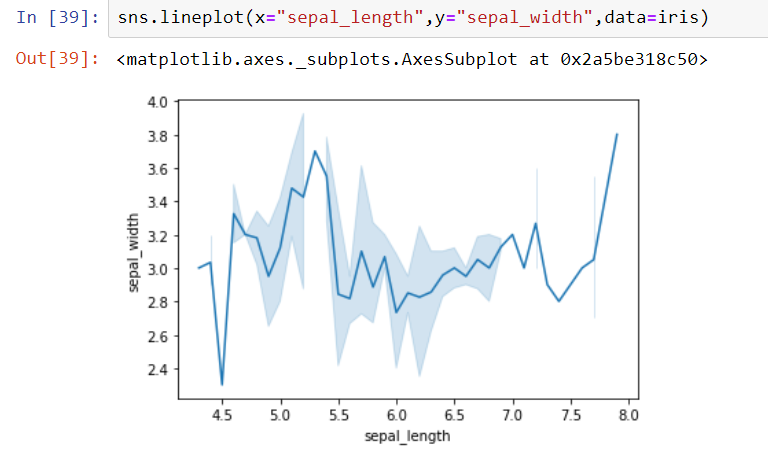 In [39]: sns.lineplot(x="sepal_length",y="sepal_width",data=iris)
Out[39]: <matplotlib.axes._subplots.AxesSubplot at 0x2a5be318c50>
4.0
3.8
3.6
3.4
3.2
3.0
2.8
2.6
2.4
sepal_width
4.5 5.0 5.5 6.0 6.5 7.0 7.5 8.0
sepal_length